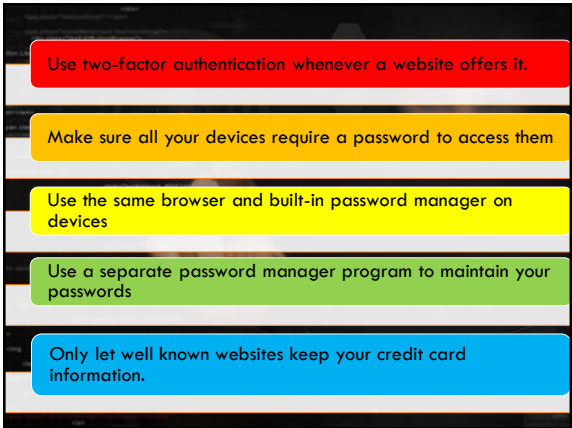 Use two-factor authentication whenever a website offers it.
Make sure all your devices require a password to access them
Use the same browser and built-in password manager on
devices
Use a separate password manager program to maintain your
passwords
Only let well known websites keep your credit card
information.